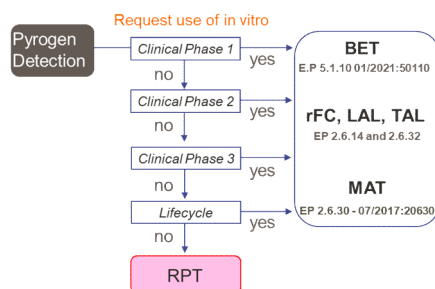 Request use of in vitro
Pyrogen
Detection
Clinical Phase 1
yes
no
Clinical Phase 2
yes
no
Clinical Phase 3
yes
no
Lifecycle
yes
no
RPT
BET
E.P 5.1.10 01/2021:50110
rFC, LAL, TAL
EP 2.6.14 and 2.6.32
MAT
EP 2.6.30 - 07/2017:20630